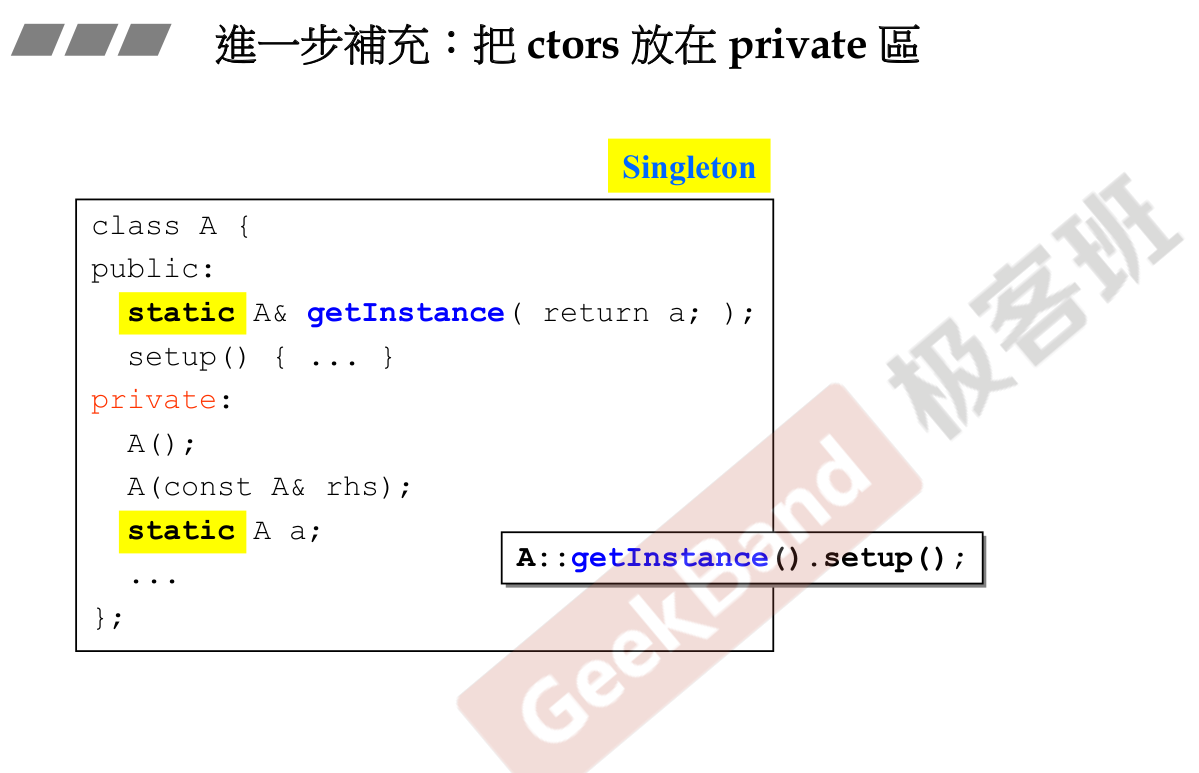 進一步補充：把 ctors 放在 private 區
Singleton
class A {
public:
static A& getInstance( return a; );
setup() { ... }
private:
A();
A(const A& rhs);
static A a;
...
};
A::getInstance().setup();
GeekBand 极客班